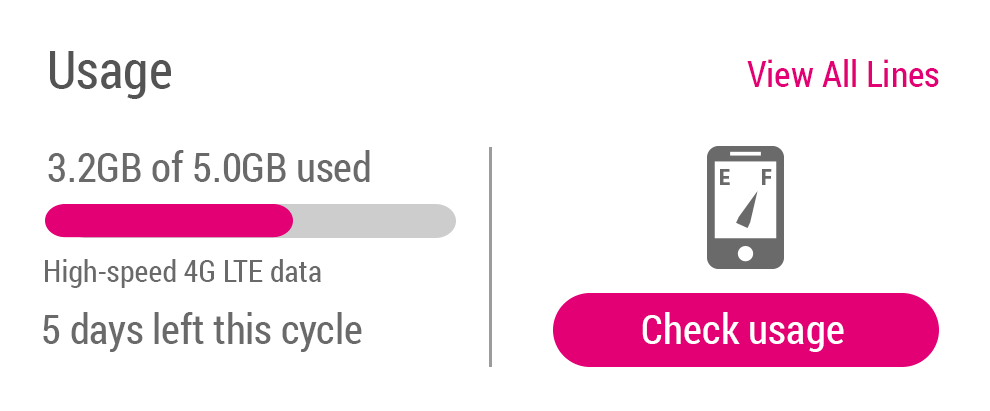 Usage
View All Lines
3.2GB of 5.0GB used
High-speed 4G LTE data
5 days left this cycle
E F
Check usage